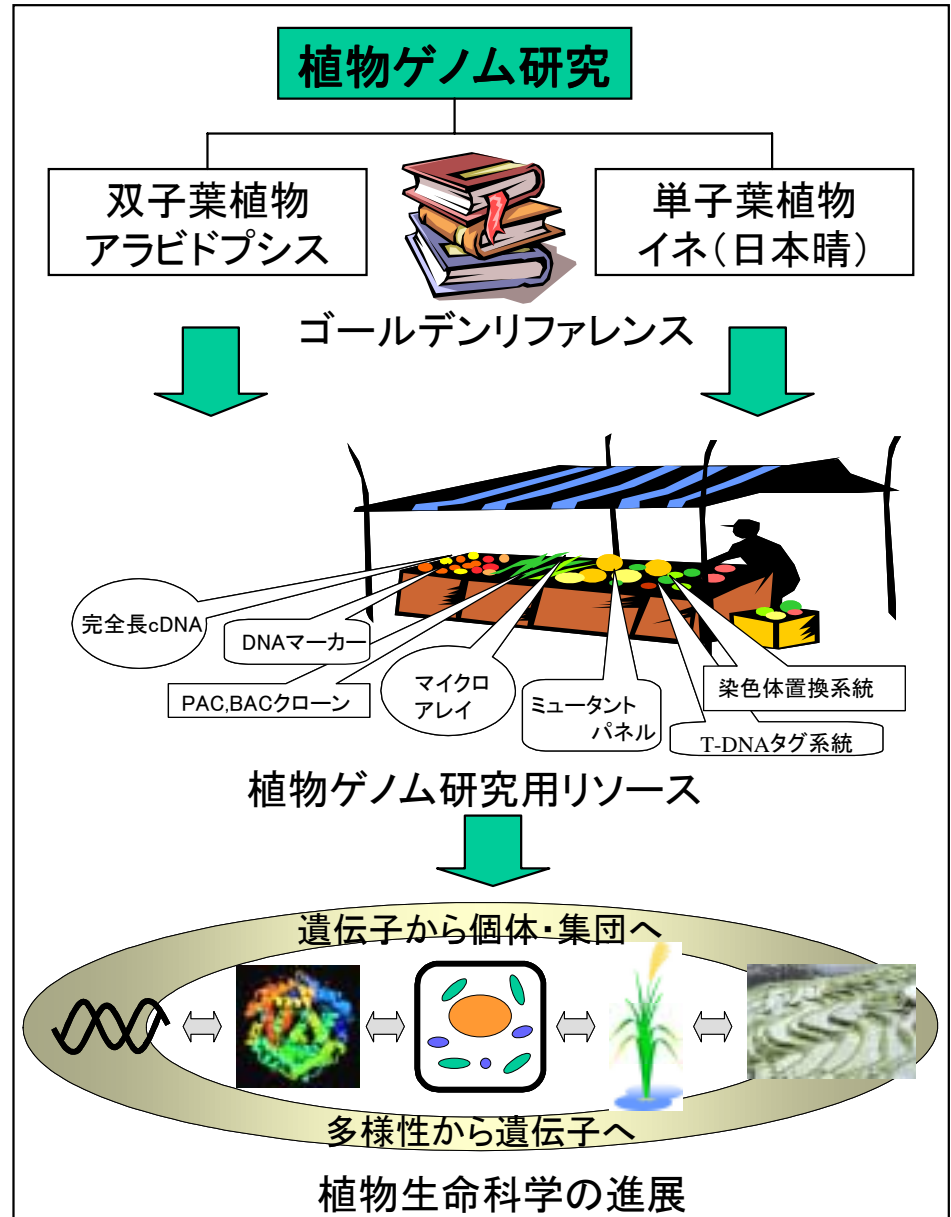 植物ゲノム研究
双子葉植物
アラビドプシス
単子葉植物
イネ(日本晴)
ゴールデンリファレンス
完全長cDNA
DNAマーカー
PAC,BACクローン
マイクロ
アレイ
ミュータント
パネル
染色体置換系統
T-DNAタグ系統
植物ゲノム研究用リソース
遺伝子から個体・集団へ
多様性から遺伝子へ
植物生命科学の進展